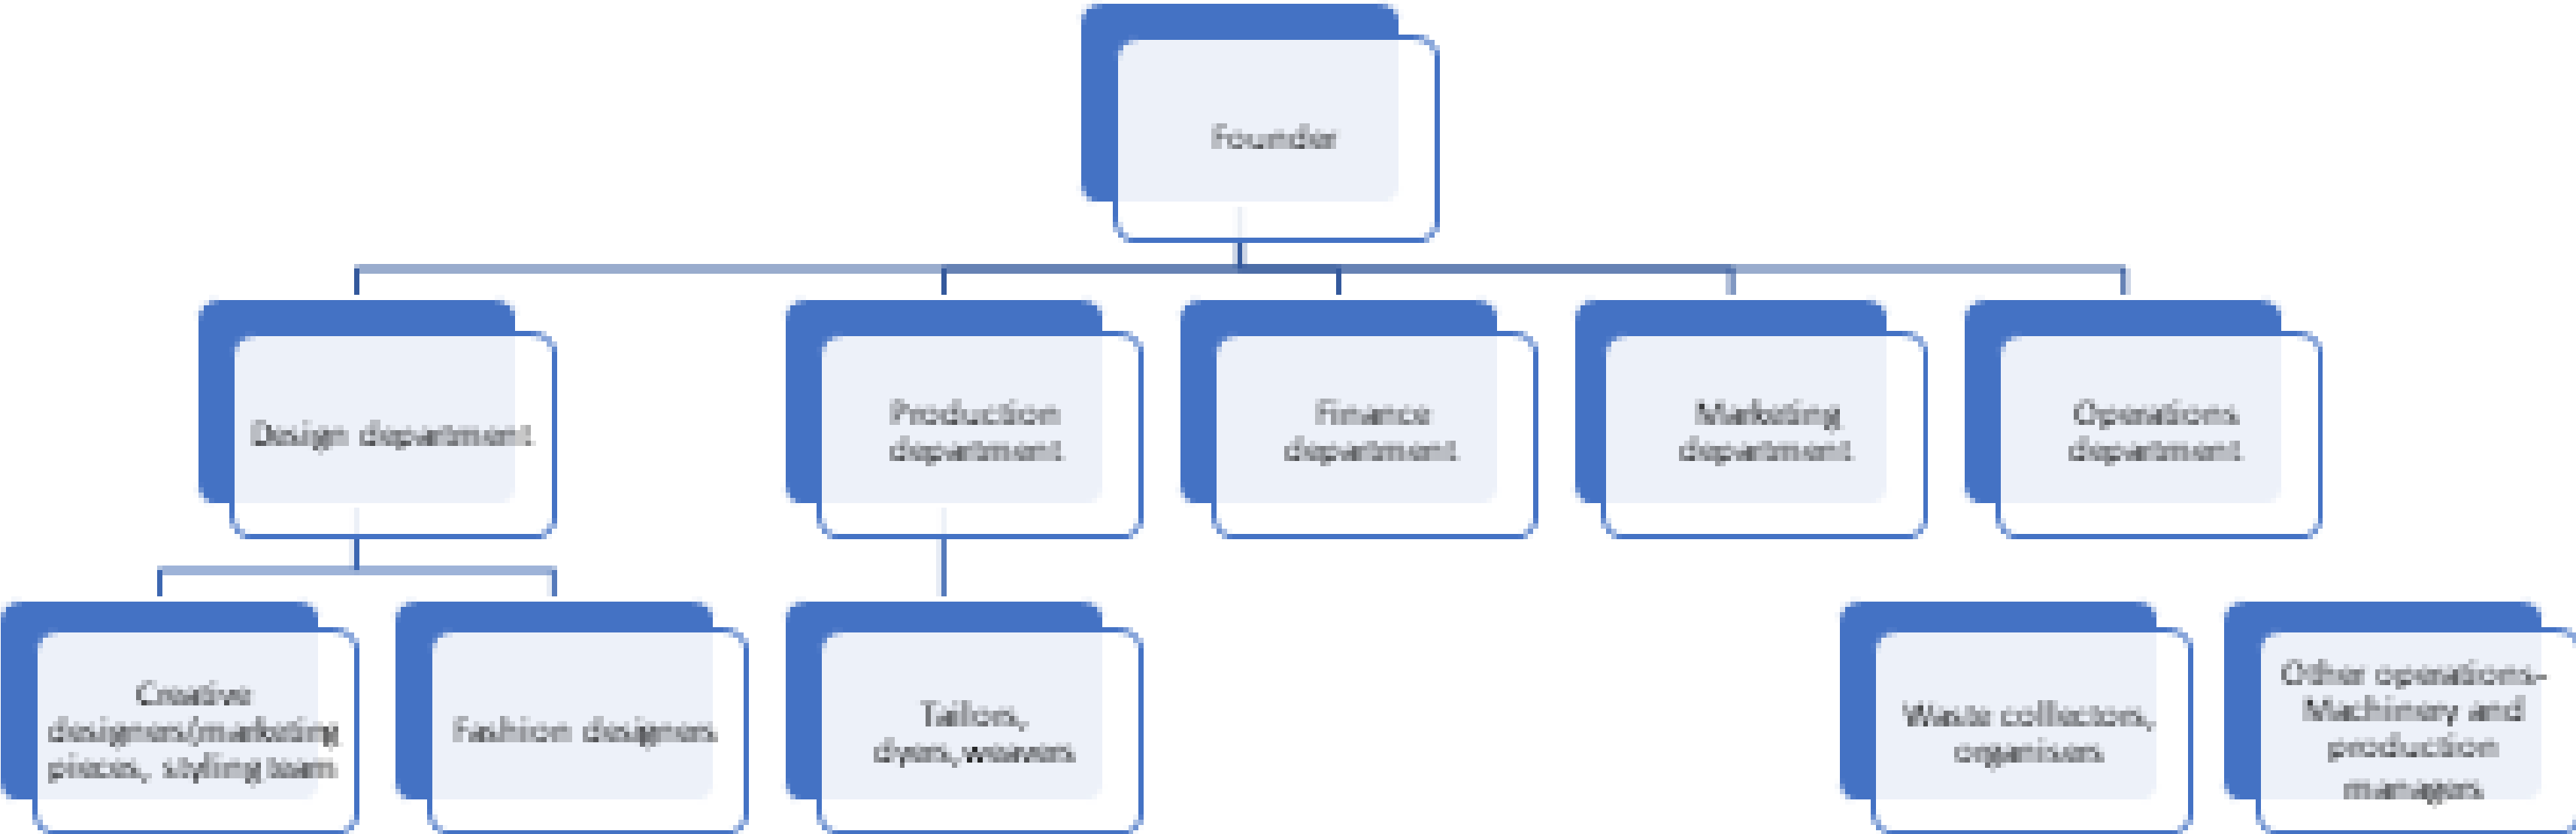 Founder
Design department
Production
department
Finance
department
Marketing
department
Operations
department
Creative
designers/marketing
pieces, styling team
Fashion designers
Tailors,
dyers,weavers
Waste collectors,
organisers
Other operations-
Machinery and
production
managers